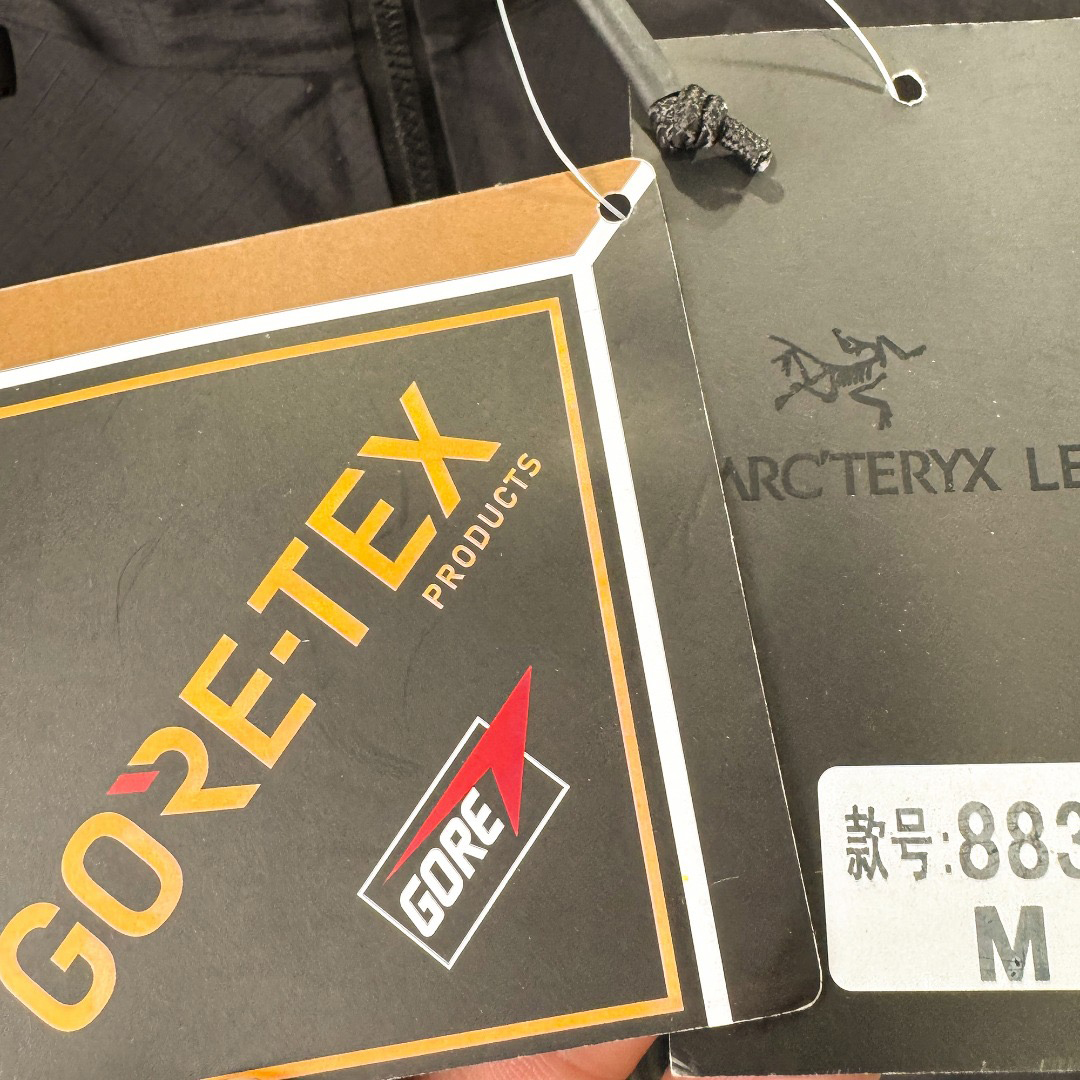 GORE-TEX
PRODUCTS
GORE
ARC'TERYX LE
款号:883
M